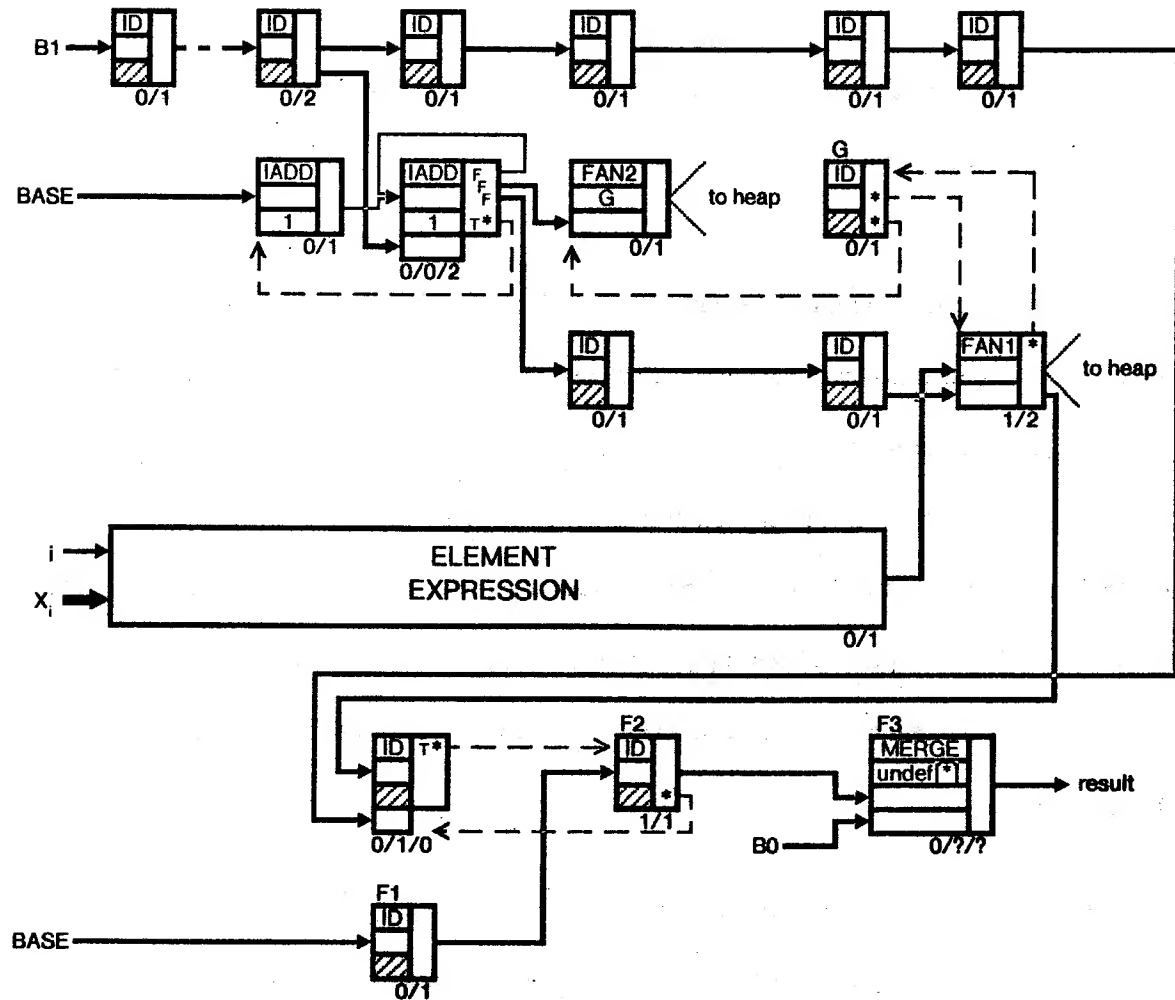 ID ID ID ID ID ID
B1
0/1 0/2 0/1 0/1 0/1 0/1
G
IADD IADD F FAN2 ID
BASE F G to heap *
F
1 1 T* *
0/1 0/1 0/1
0/0/2
ID ID FAN1 *
to heap
0/1 0/1 1/2
i ELEMENT
EXPRESSION
Xi
0/1
F2 F3
ID T* ID MERGE
undef *
result
*
0/1/0 1/1 B0 0/?/?
F1
ID
BASE
0/1